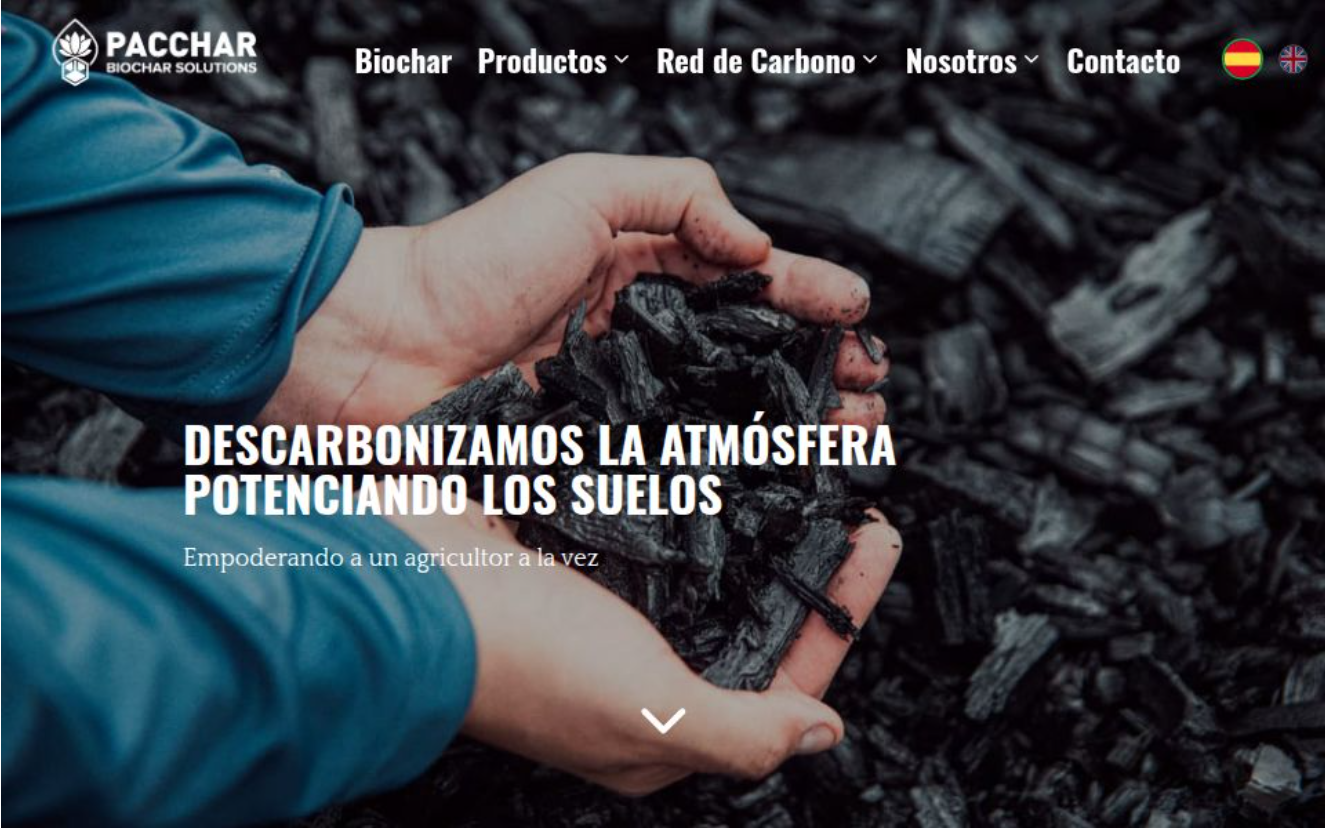 PACCHAR
BIOCHAR SOLUTIONS
Biochar Productos Red de Carbono Nosotros Contacto
DESCARBONIZAMOS LA ATMÓSFERA
POTENCIANDO LOS SUELOS
Empoderando a un agricultor a la vez